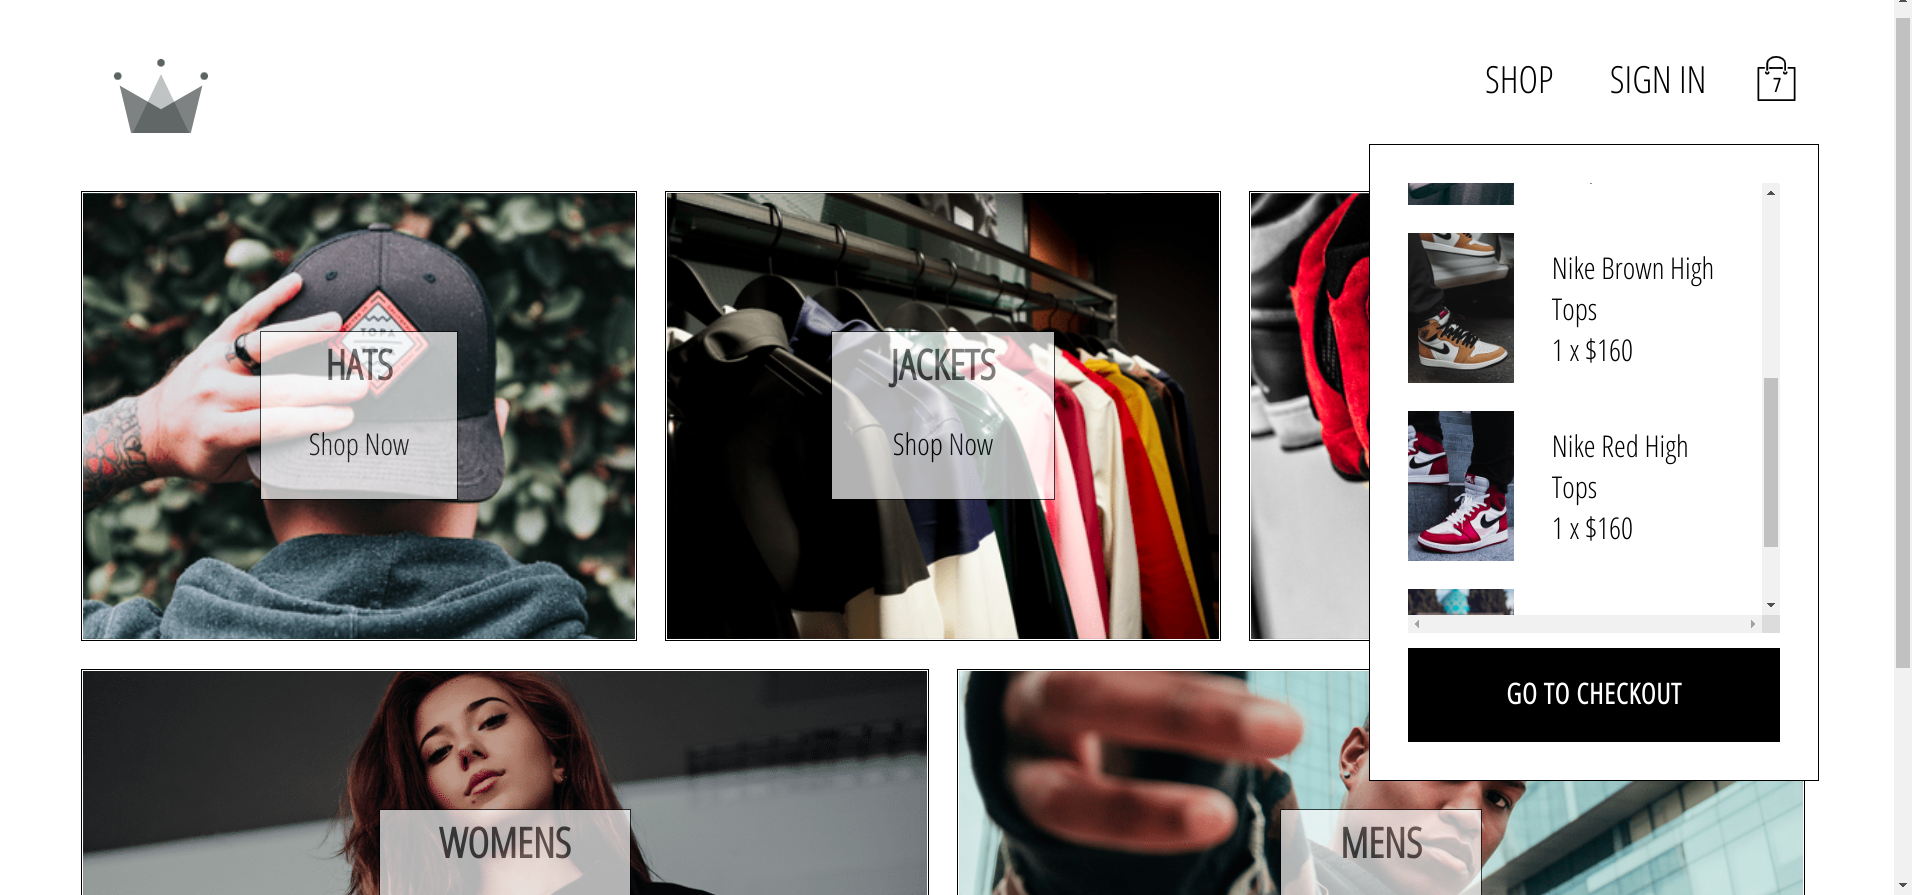 SHOP
SIGN IN
7
Nike Brown High
Tops
1 x $160
Nike Red High
Tops
1 x $160
GO TO CHECKOUT
TOPA
HATS
Shop Now
JACKETS
Shop Now
WOMENS
MENS